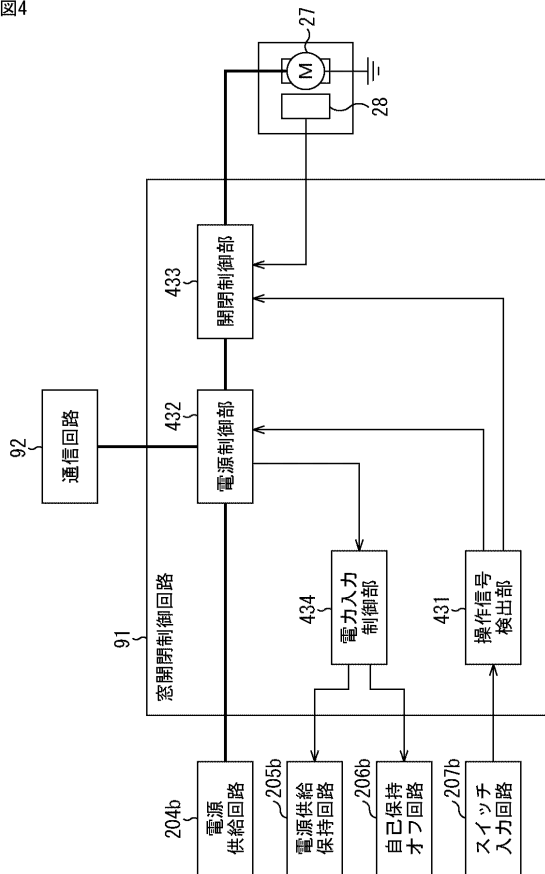 図4
27
M
28
433
開閉制御部
92
通信回路
432
電源制御部
91
窓開閉制御回路
434
電力入力
制御部
431
操作信号
検出部
204b
電源
供給回路
205b
電源供給
保持回路
206b
自己保持
オフ回路
207b
スイッチ
入力回路